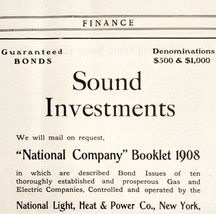 FINANCE
Guaranteed BONDS
Denominations $500 & $1,000
Sound
Investments
We will mail on request,
"National Company" Booklet 1908
in which are described Bond Issues of ten
thoroughly established and prosperous Gas and
Electric Companies, Controlled and operated by the
National Light, Heat & Power Co., New York,